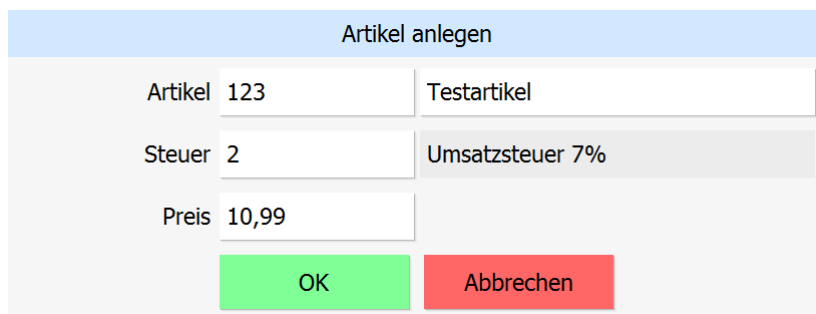 Artikel anlegen
Artikel 123 Testartikel
Steuer 2 Umsatzsteuer 7%
Preis 10,99
OK Abbrechen